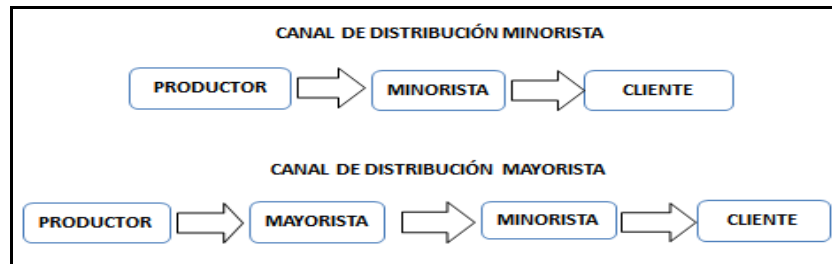 CANAL DE DISTRIBUCIÓN MINORISTA
PRODUCTOR MINORISTA CLIENTE
CANAL DE DISTRIBUCIÓN MAYORISTA
PRODUCTOR MAYORISTA MINORISTA CLIENTE